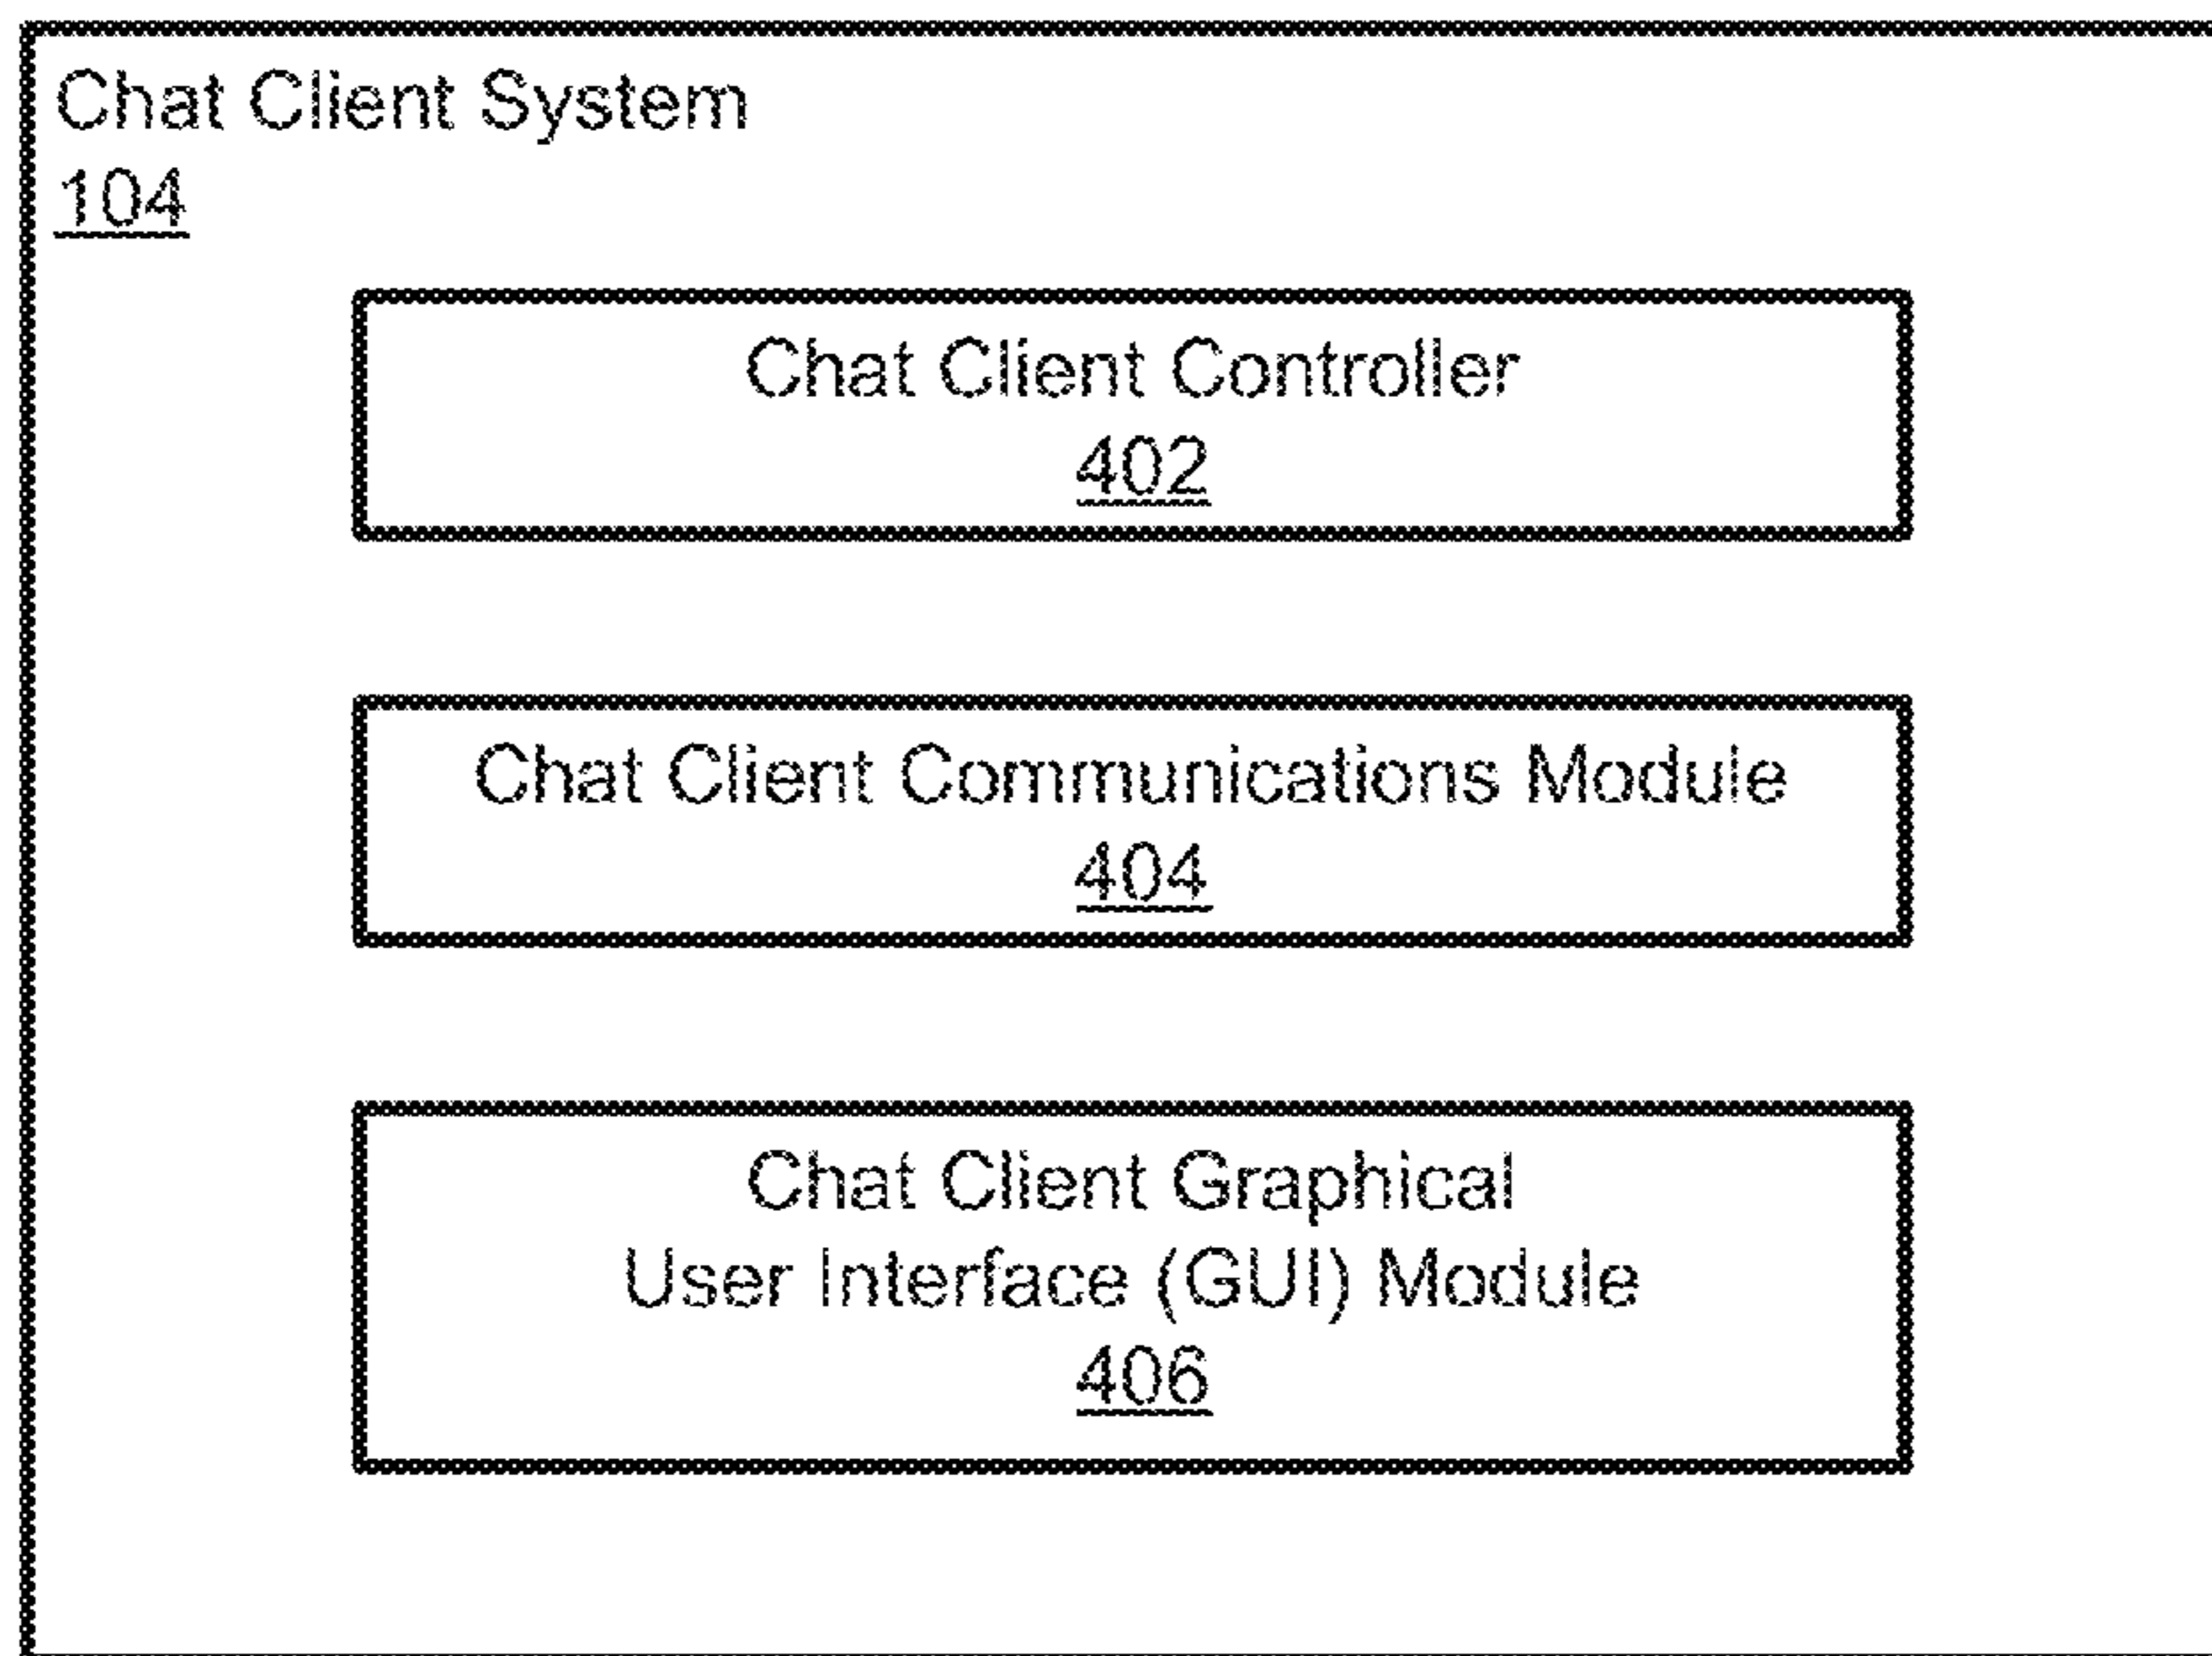 Chat Client System
104
Chat Client Controller
402
Chat Client Communications Module
404
Chat Client Graphical
User Interface (GUI) Module
406